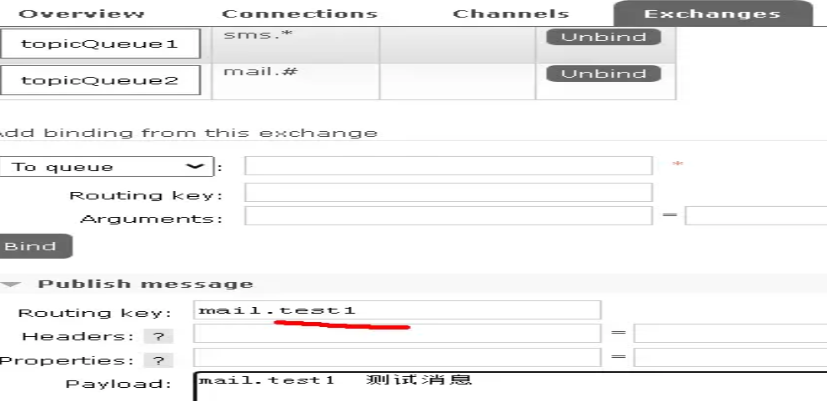 Overview Connections Channels Exchanges
topicQueue1 sms.* Unbind
topicQueue2 mail.# Unbind
Add binding from this exchange
To queue : *
Routing key:
Arguments: =
Bind
Publish message
Routing key: mail.test1
Headers: ? =
Properties: ? =
Payload: mail.test1 测试消息